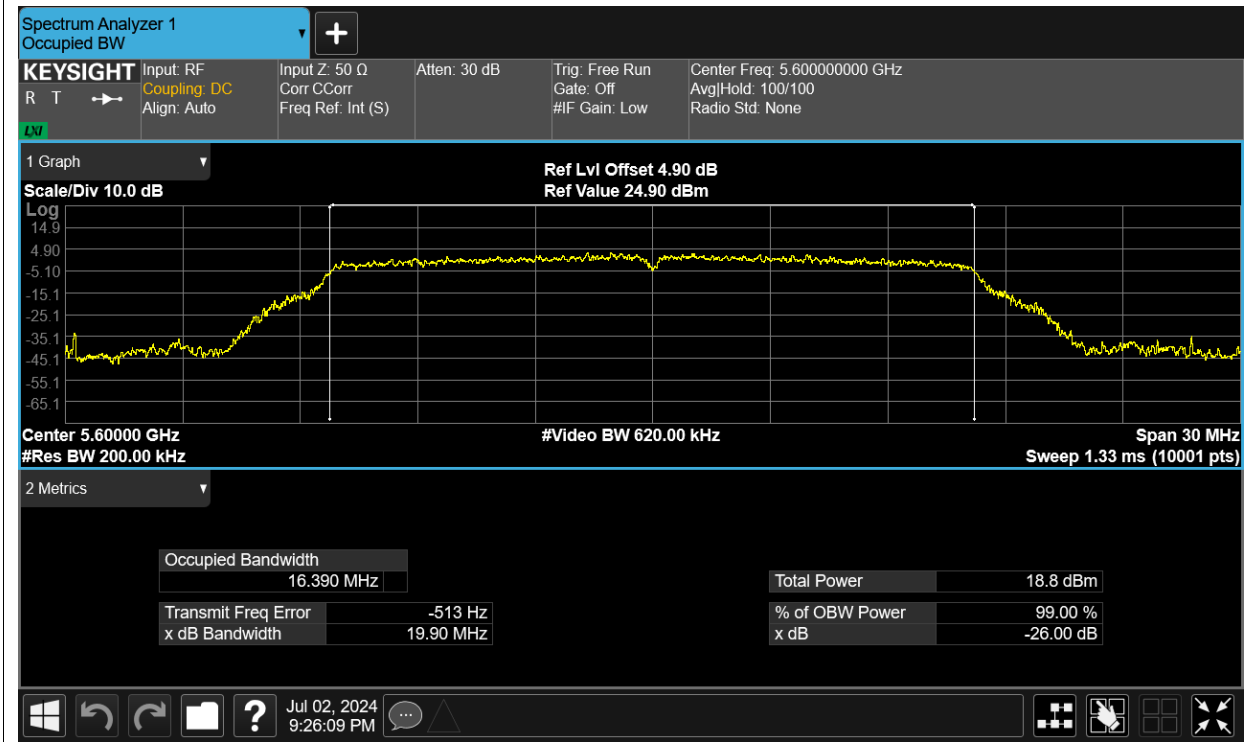 Spectrum Analyzer 1
Occupied BW
KEYSIGHT Input: RF Input Z: 50 Ω Atten: 30 dB Trig: Free Run Center Freq: 5.600000000 GHz
R T Coupling: DC Corr CCorr Gate: Off Avg|Hold: 100/100
Align: Auto Freq Ref: Int (S) #IF Gain: Low Radio Std: None
LXI
1 Graph
Ref Lvl Offset 4.90 dB
Scale/Div 10.0 dB Ref Value 24.90 dBm
Log
14.9
4.90
-5.10
-15.1
-25.1
-35.1
-45.1
-55.1
-65.1
Center 5.60000 GHz #Video BW 620.00 kHz Span 30 MHz
#Res BW 200.00 kHz Sweep 1.33 ms (10001 pts)
2 Metrics
Occupied Bandwidth
16.390 MHz Total Power 18.8 dBm
Transmit Freq Error -513 Hz % of OBW Power 99.00 %
x dB Bandwidth 19.90 MHz x dB -26.00 dB
Jul 02, 2024
9:26:09 PM